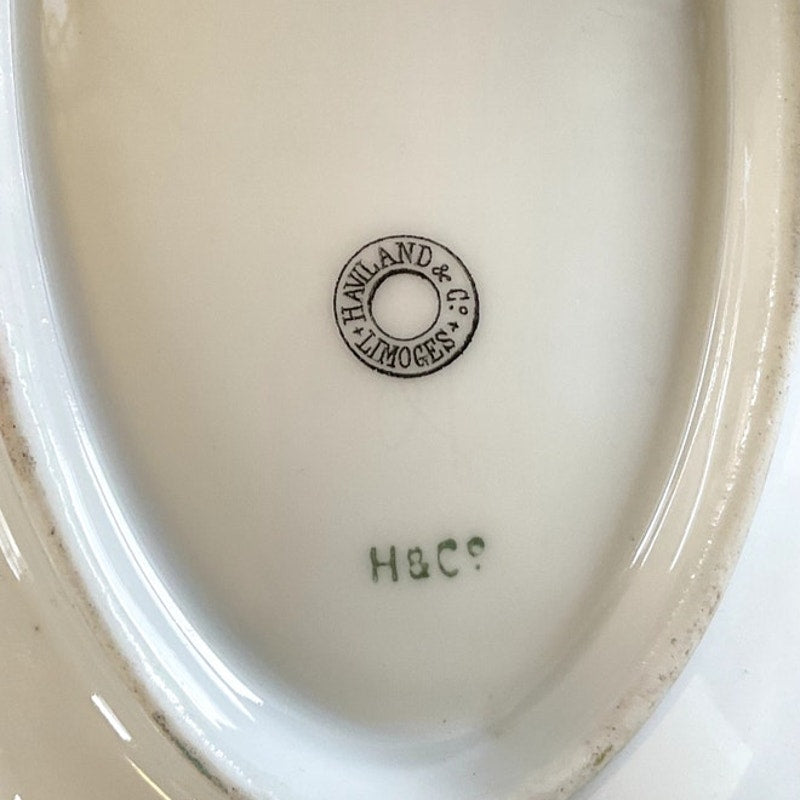 HAVILAND & Co.
★ LIMOGES ★
H&Co.